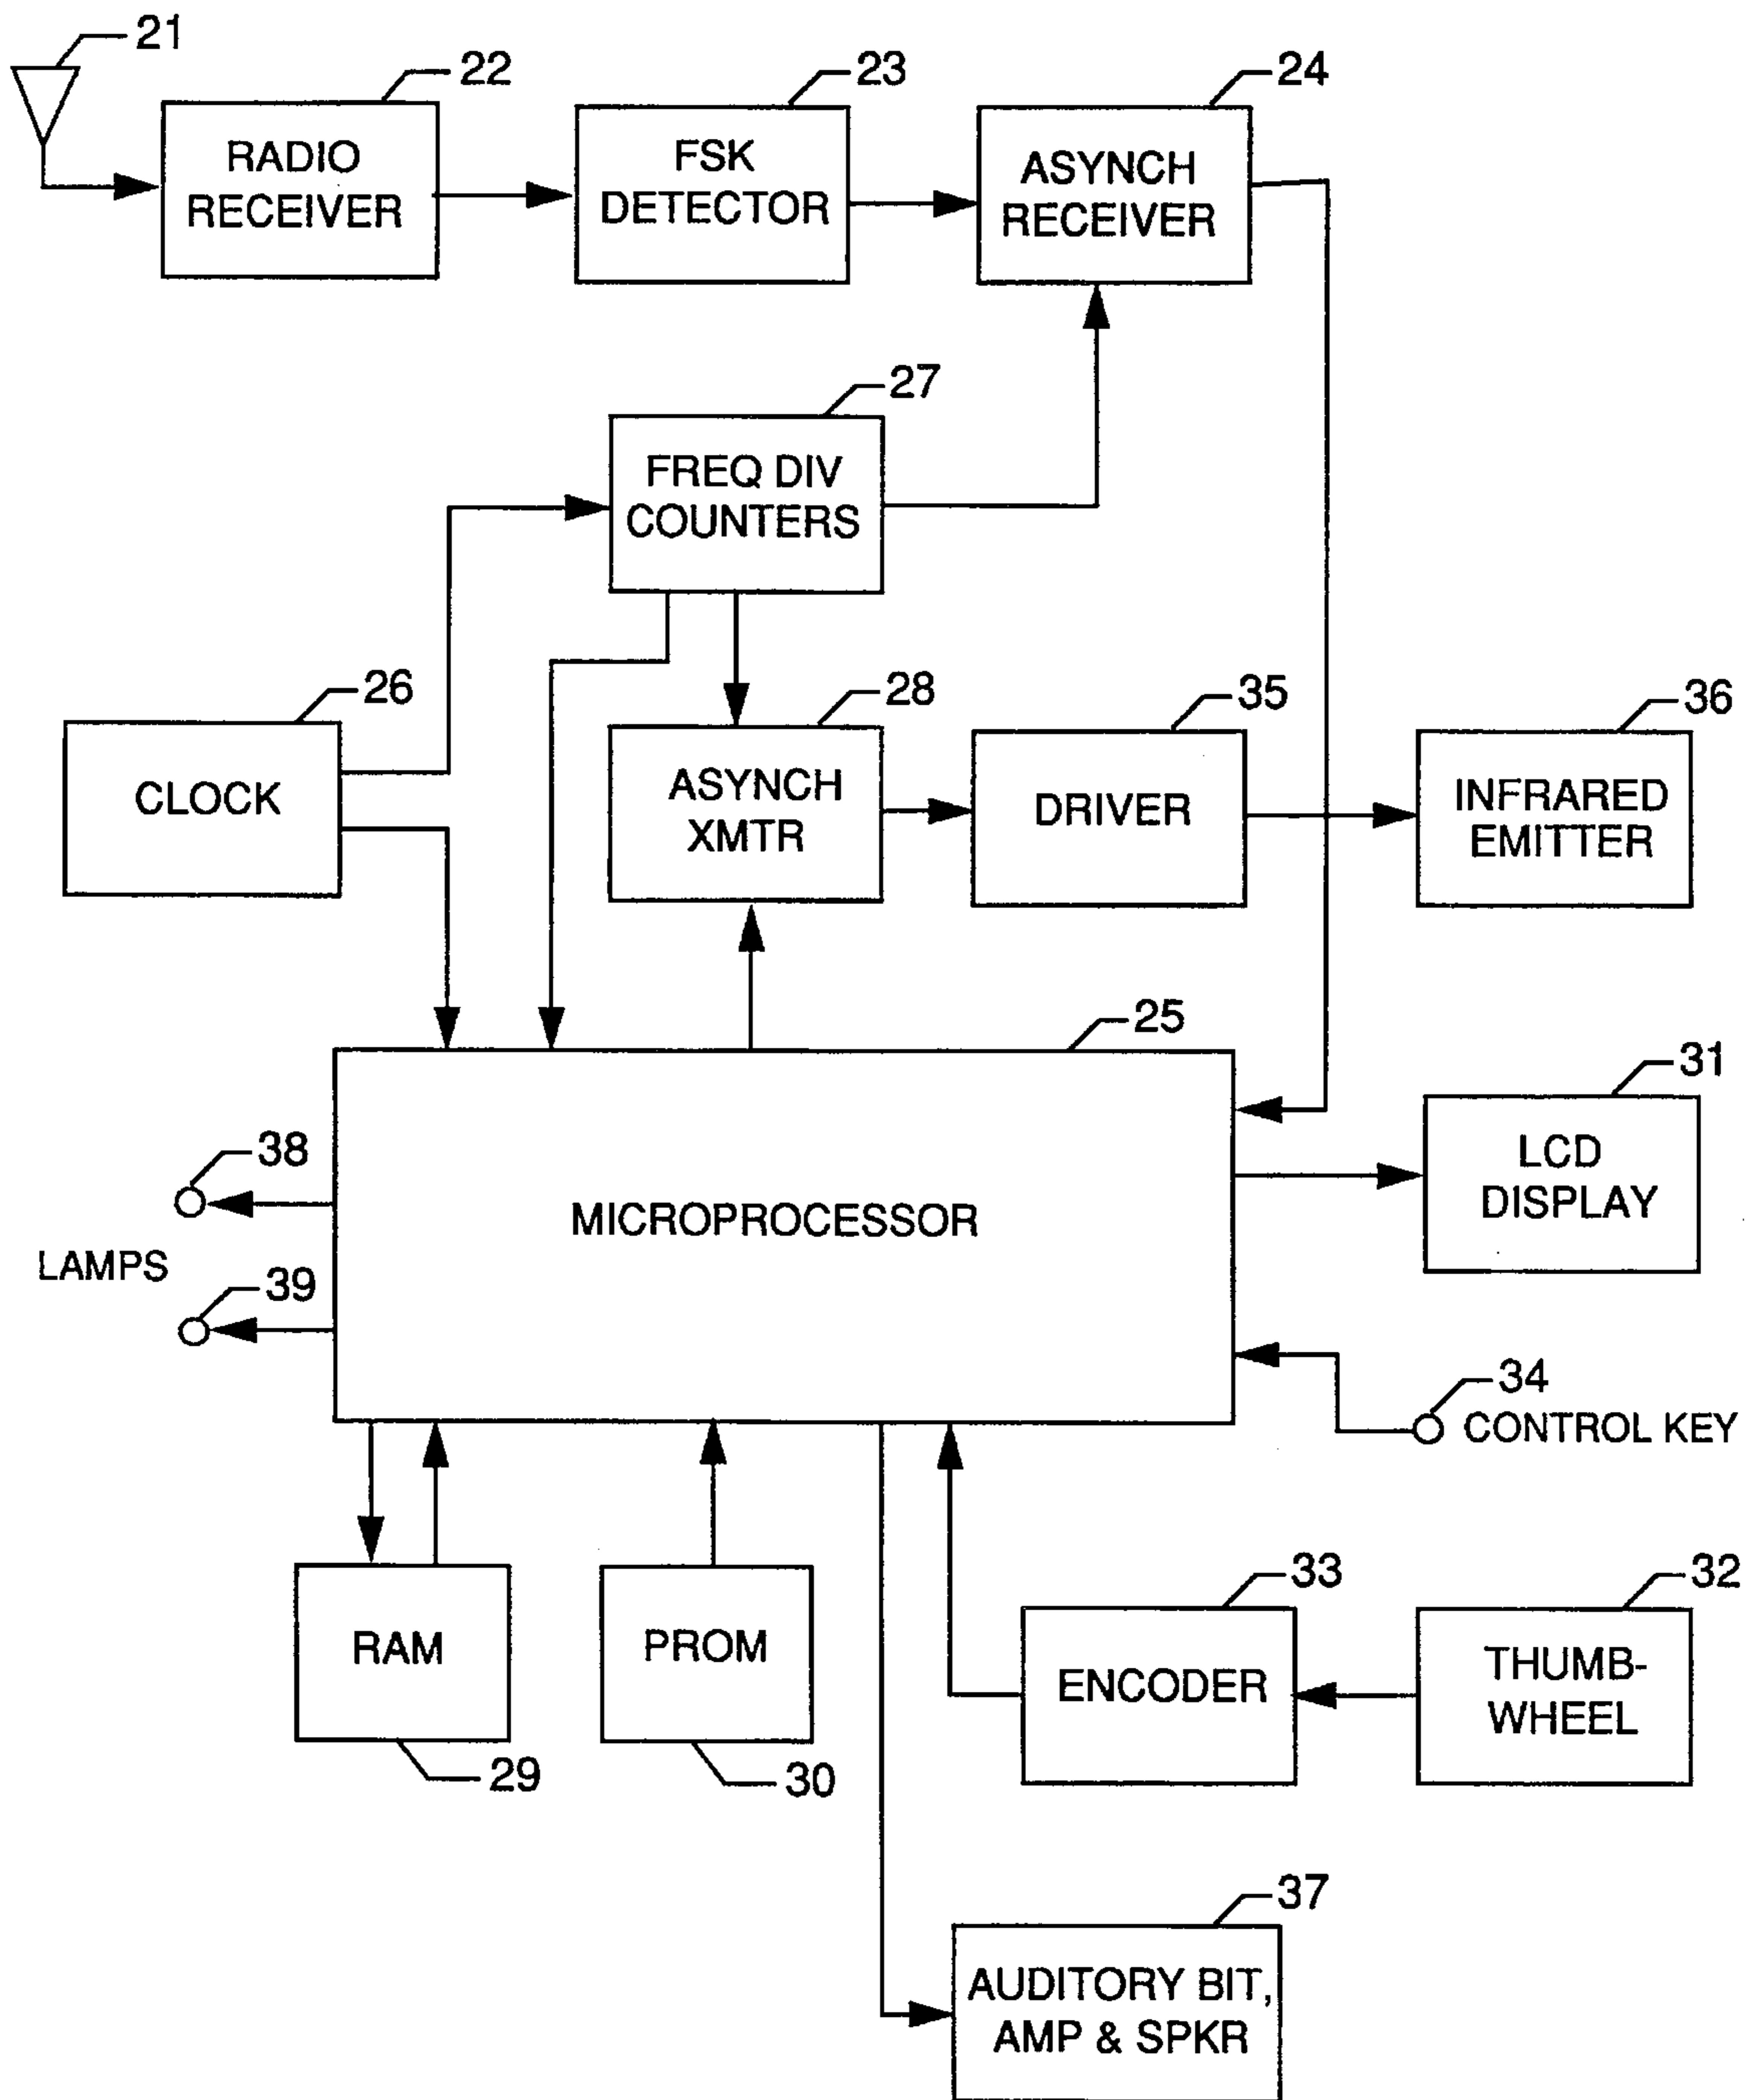 21
22
23
24
RADIO
RECEIVER
FSK
DETECTOR
ASYNCH
RECEIVER
27
FREQ DIV
COUNTERS
26
28
35
36
CLOCK
ASYNCH
XMTR
DRIVER
INFRARED
EMITTER
25
31
38
LCD
DISPLAY
MICROPROCESSOR
LAMPS
39
34
CONTROL KEY
33
32
RAM
PROM
ENCODER
THUMB-
WHEEL
29
30
37
AUDITORY BIT,
AMP & SPKR